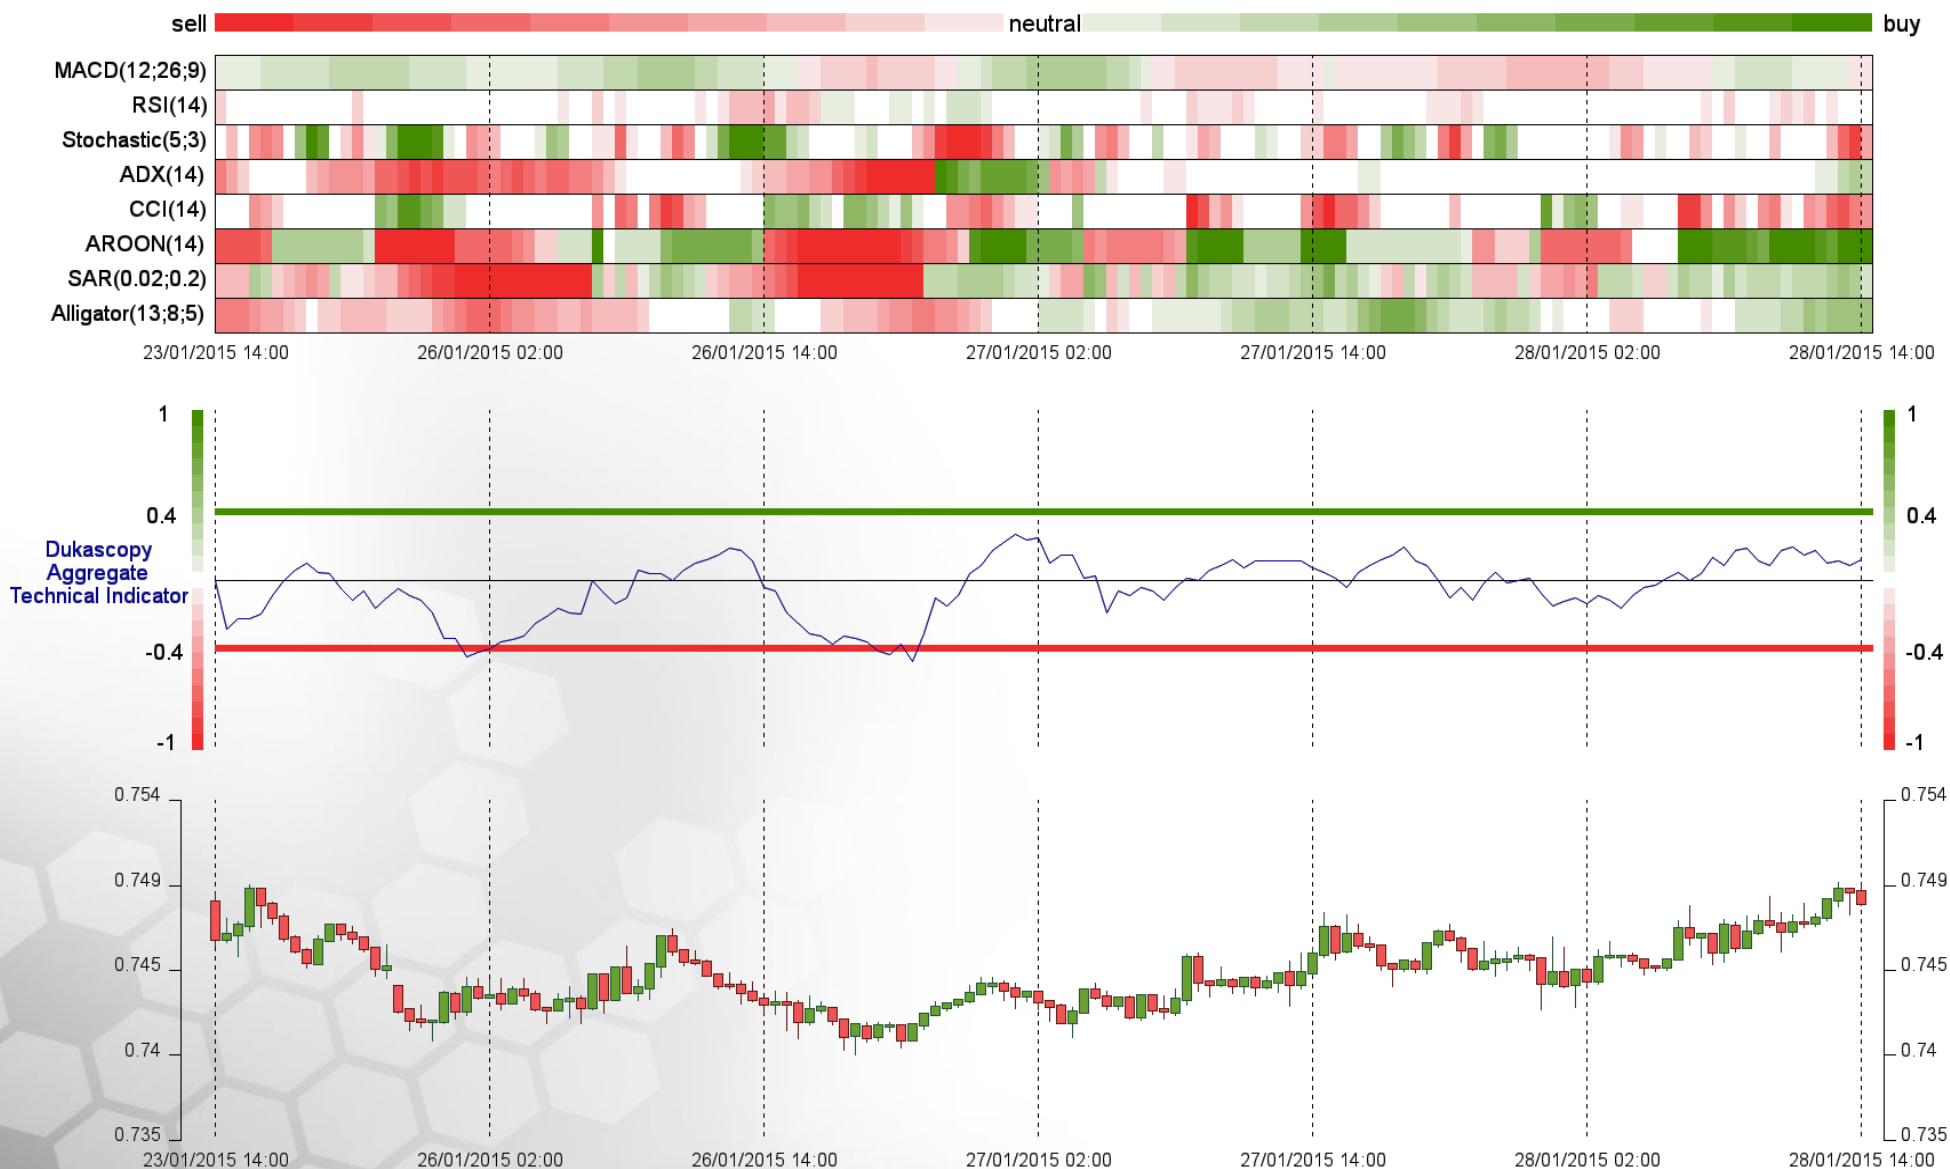 sell neutral buy
MACD(12;26;9)
RSI(14)
Stochastic(5;3)
ADX(14)
CCI(14)
AROON(14)
SAR(0.02;0.2)
Alligator(13;8;5)
23/01/2015 14:00 26/01/2015 02:00 26/01/2015 14:00 27/01/2015 02:00 27/01/2015 14:00 28/01/2015 02:00 28/01/2015 14:00
1 1
0.4 0.4
Dukascopy
Aggregate
Technical Indicator
-0.4 -0.4
-1 -1
0.754 0.754
0.749 0.749
0.745 0.745
0.74 0.74
0.735 0.735
23/01/2015 14:00 26/01/2015 02:00 26/01/2015 14:00 27/01/2015 02:00 27/01/2015 14:00 28/01/2015 02:00 28/01/2015 14:00